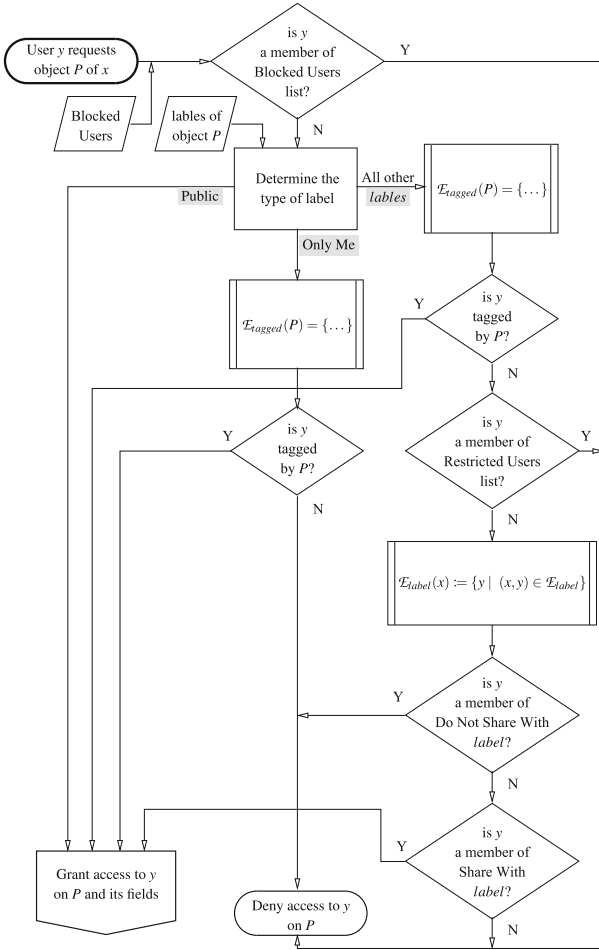 User y requests
object P of x
is y
a member of
Blocked Users
list?
Y
Blocked
Users
lables of
object P
N
Determine the
type of label
Public
All other
lables
ℰtagged(P) = {…}
Only Me
ℰtagged(P) = {…}
Y
is y
tagged
by P?
N
Y
is y
tagged
by P?
N
is y
a member of
Restricted Users
list?
Y
N
ℰlabel(x) := {y | (x,y) ∈ ℰlabel}
Y
is y
a member of
Do Not Share With
label?
N
Y
is y
a member of
Share With
label?
N
Grant access to y
on P and its fields
Deny access to y
on P